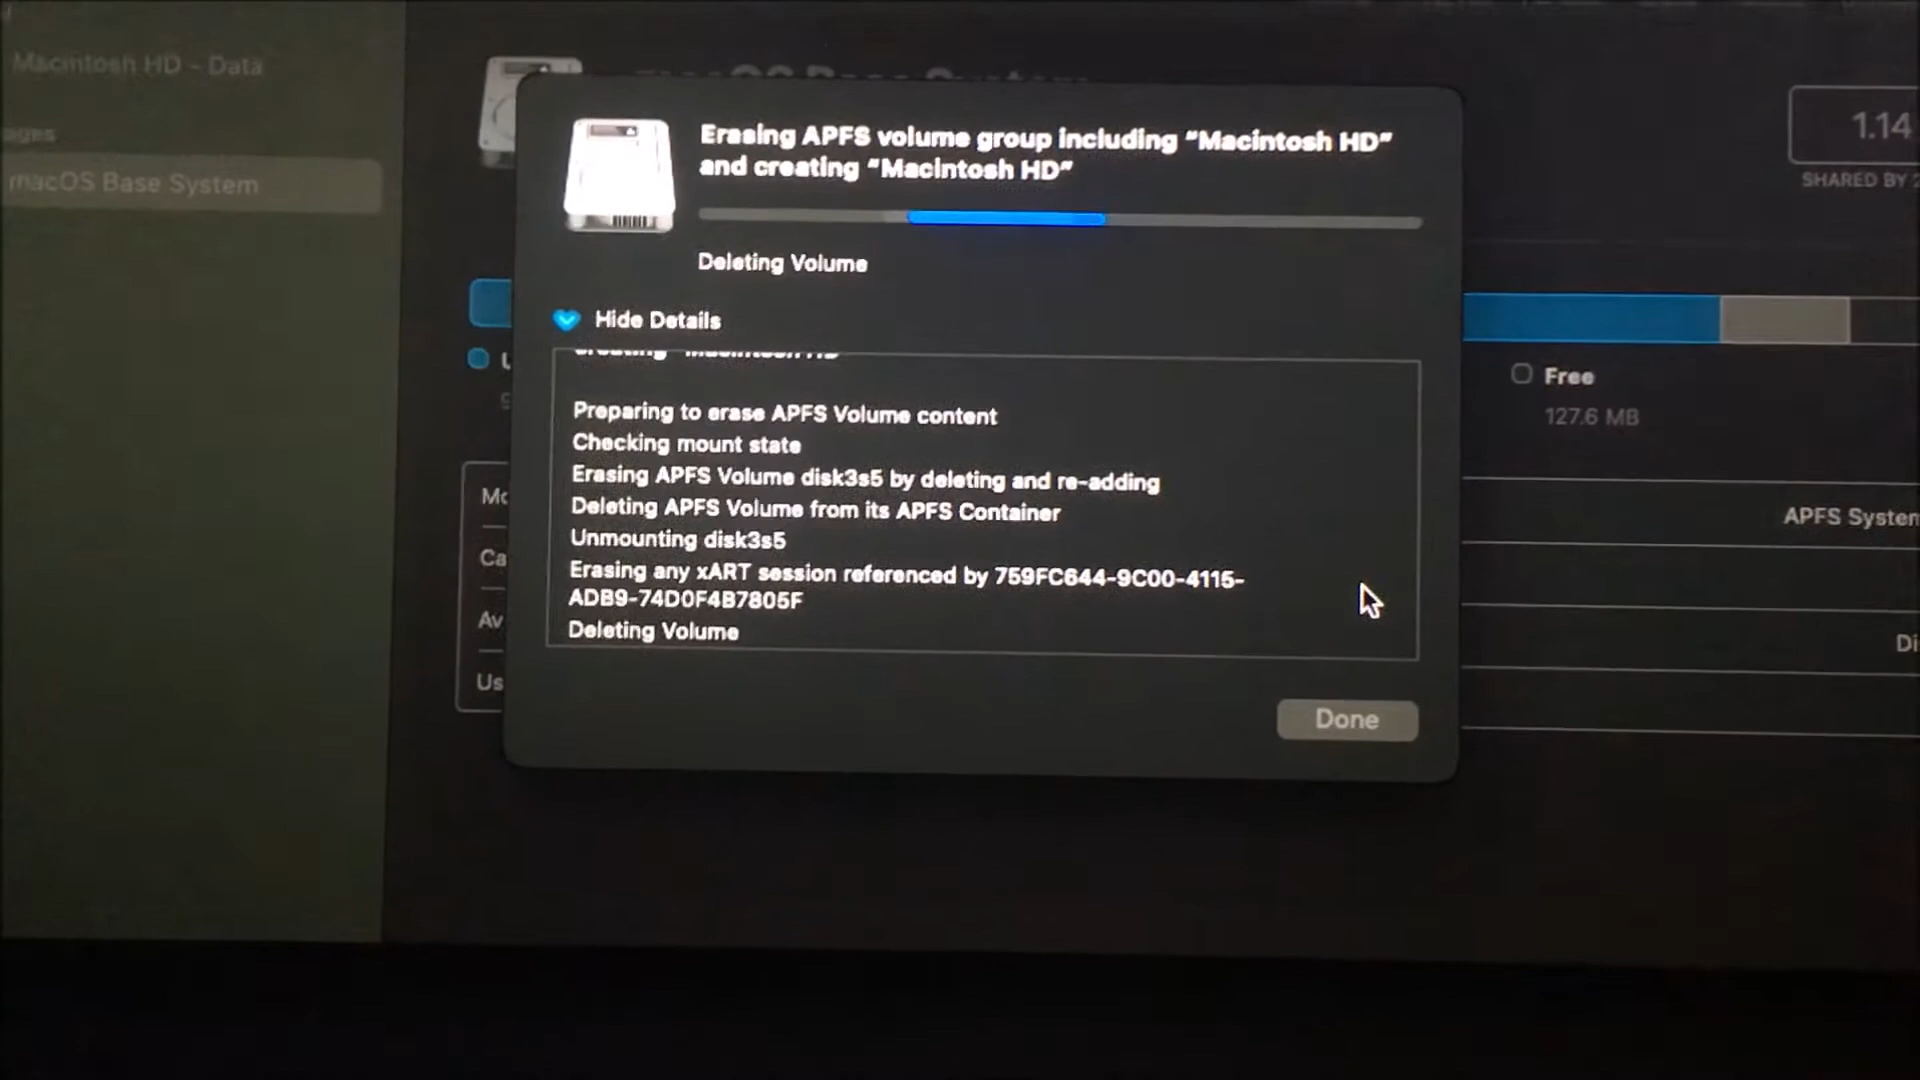 Macintosh HD - Data
macOS Base System
1.14
SHARED BY 2
Erasing APFS volume group including “Macintosh HD”
and creating “Macintosh HD”
Deleting Volume
Hide Details
Preparing to erase APFS Volume content
Checking mount state
Erasing APFS Volume disk3s5 by deleting and re-adding
Deleting APFS Volume from its APFS Container
Unmounting disk3s5
Erasing any xART session referenced by 759FC644-9C00-4115-
ADB9-74D0F4B7805F
Deleting Volume
Done
Free
127.6 MB
APFS System